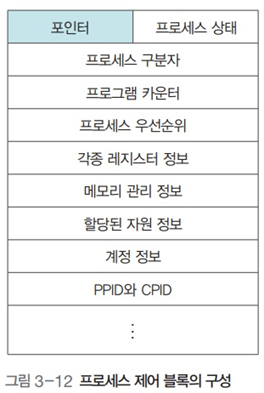 포인터 프로세스 상태
프로세스 구분자
프로그램 카운터
프로세스 우선순위
각종 레지스터 정보
메모리 관리 정보
할당된 자원 정보
계정 정보
PPID와 CPID
⋮
그림 3-12 프로세스 제어 블록의 구성